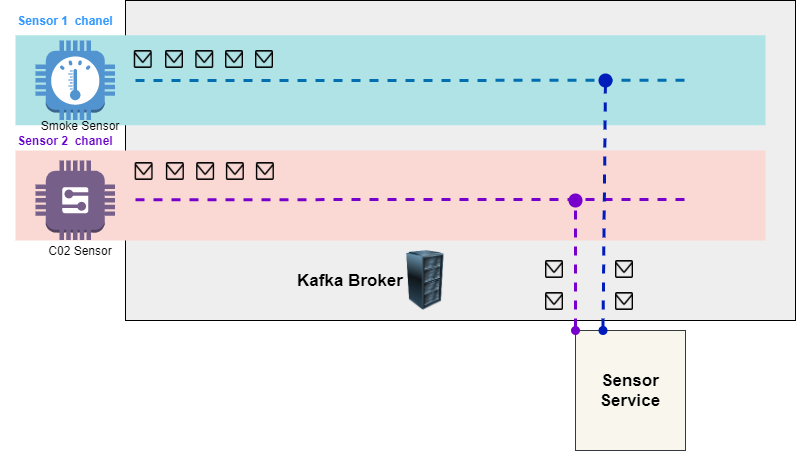 Sensor 1 chanel
Smoke Sensor
Sensor 2 chanel
C02 Sensor
Kafka Broker
Sensor
Service